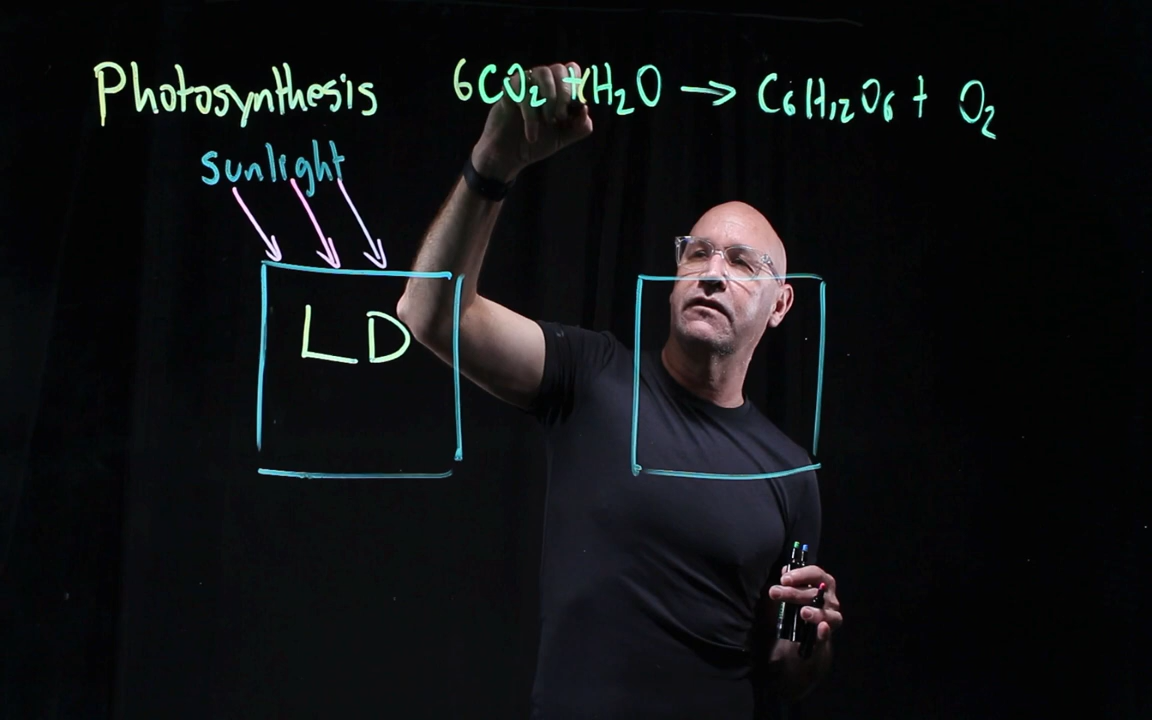 Photosynthesis 6CO₂ + H₂O → C₆H₁₂O₆ + O₂
sunlight
LD